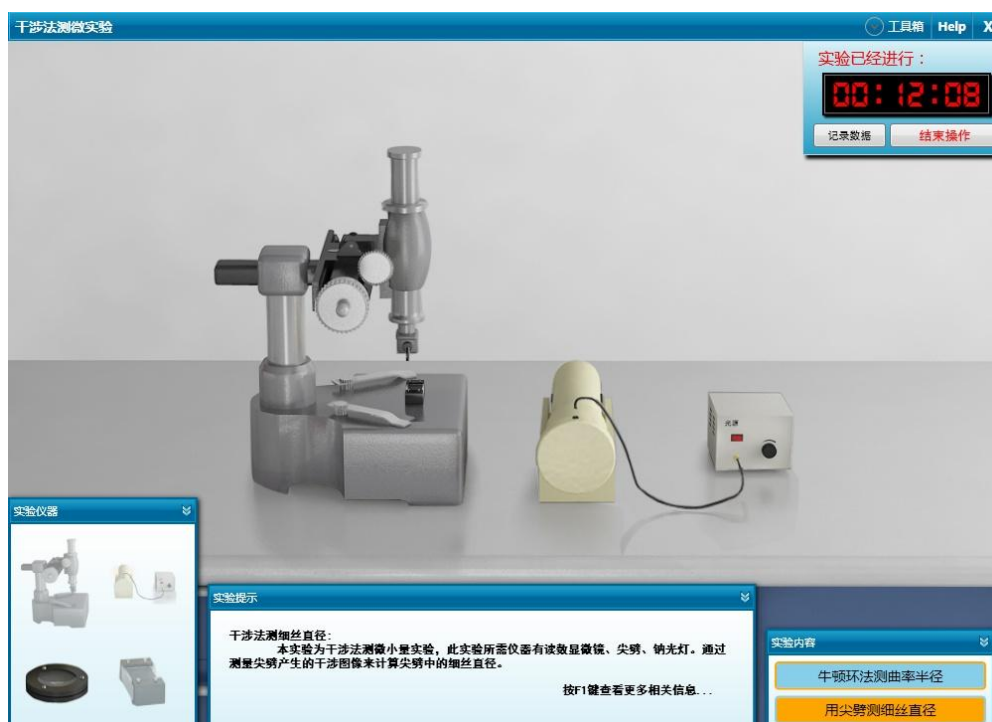 干涉法测微实验
工具箱 Help X
实验已经进行：
00:12:08
记录数据 结束操作
光源
实验仪器
实验提示
干涉法测细丝直径：
本实验为干涉法测微小量实验，此实验所需仪器有读数显微镜、尖劈、钠光灯。通过
测量尖劈产生的干涉图像来计算尖劈中的细丝直径。
按F1键查看更多相关信息...
实验内容
牛顿环法测曲率半径
用尖劈测细丝直径